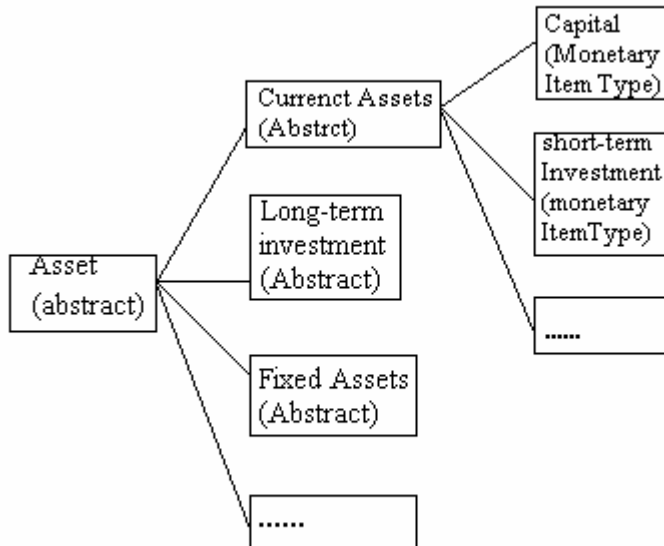 Asset
(abstract)
Currenct Assets
(Abstrct)
Long-term
investment
(Abstract)
Fixed Assets
(Abstract)
......
Capital
(Monetary
Item Type)
short-term
Investment
(monetary
ItemType)
......